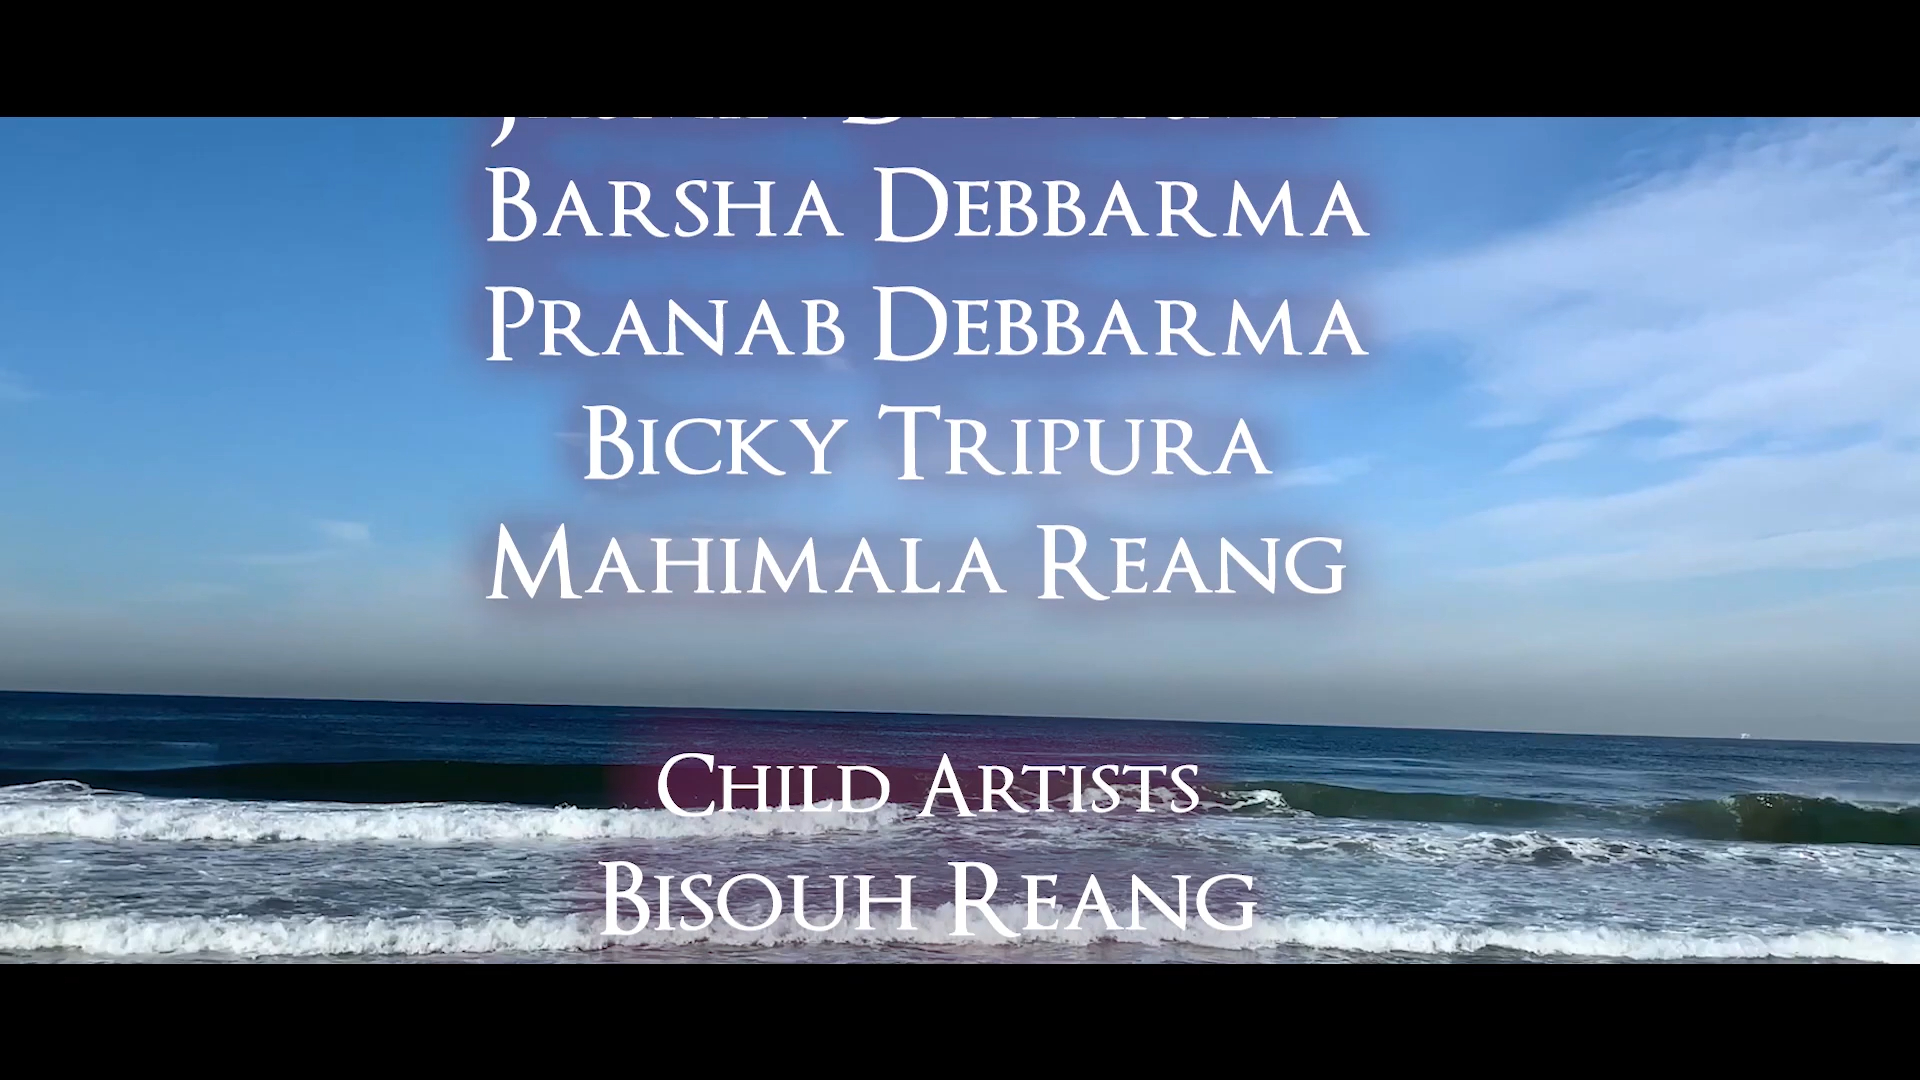 Barsha Debbarma
Pranab Debbarma
Bicky Tripura
Mahimala Reang
Child Artists
Bisouh Reang